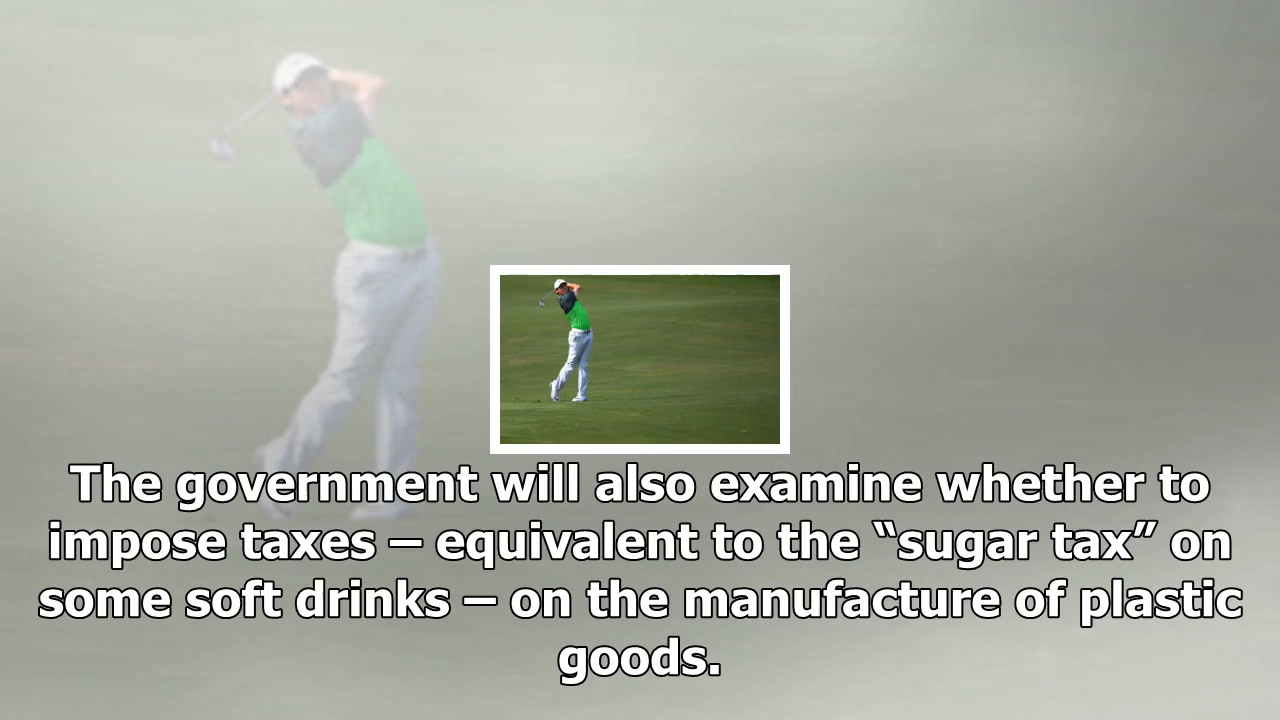 The government will also examine whether to
impose taxes – equivalent to the “sugar tax” on
some soft drinks – on the manufacture of plastic
goods.